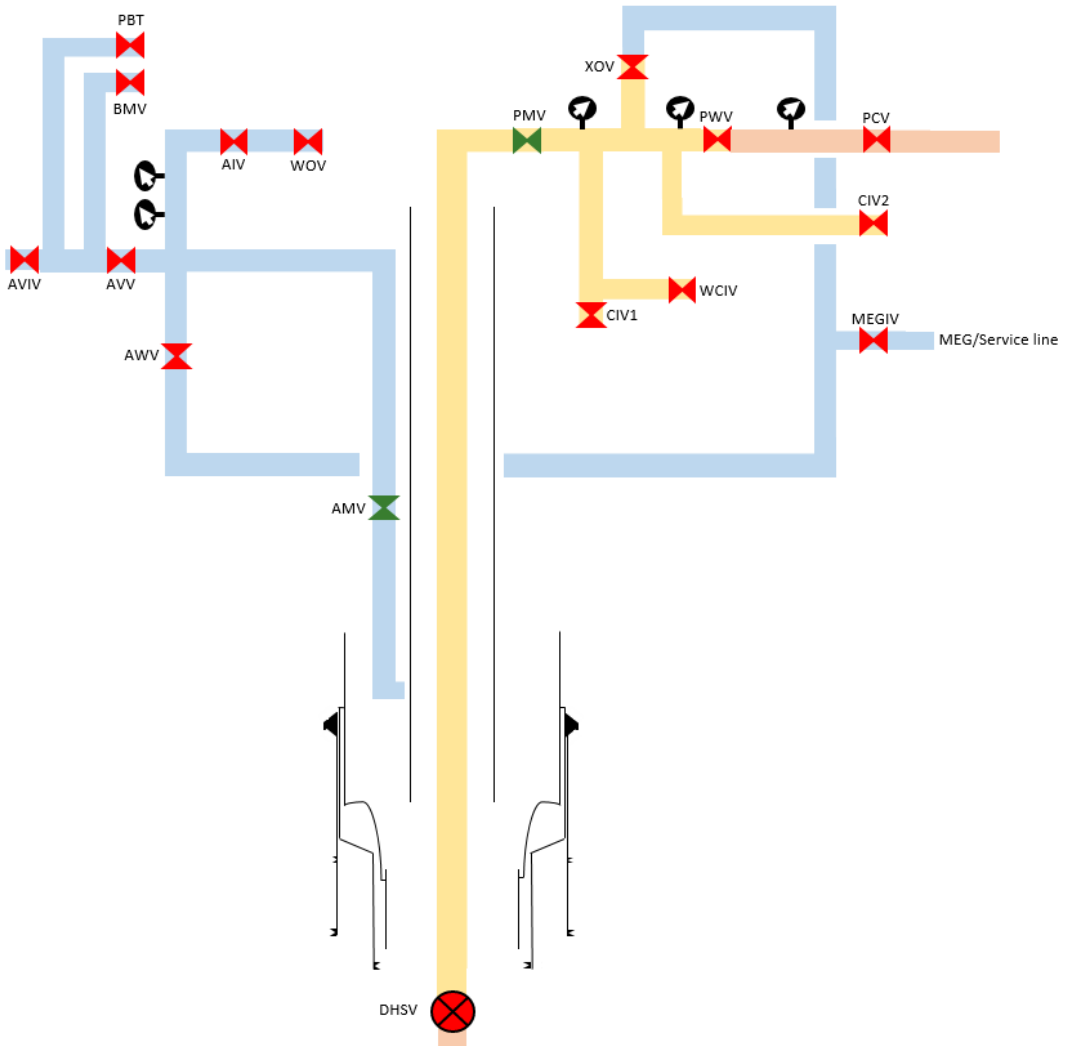 PBT
BMV
XOV
PMV
PWV
PCV
AIV
WOV
CIV2
AVIV
AVV
WCIV
CIV1
MEGIV
MEG/Service line
AWV
AMV
DHSV